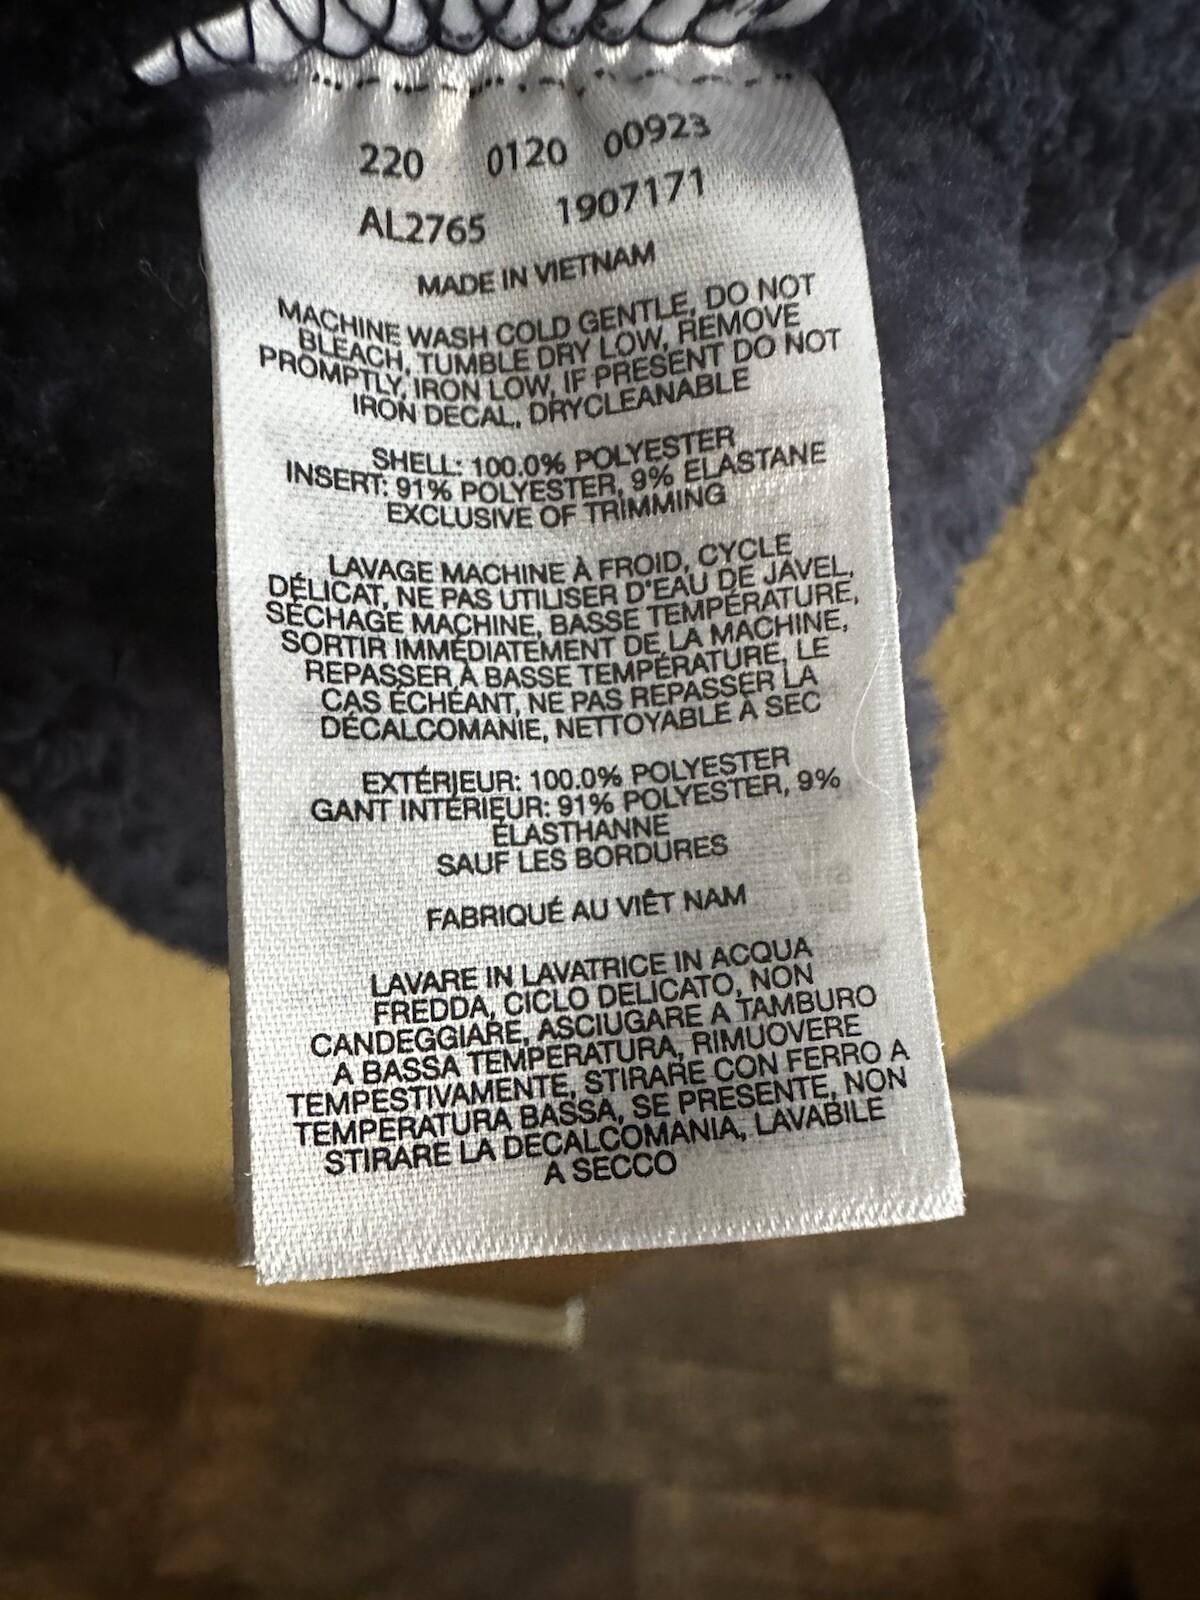 220 0120 00923
AL2765 1907171
MADE IN VIETNAM
MACHINE WASH COLD GENTLE, DO NOT
BLEACH, TUMBLE DRY LOW, REMOVE
PROMPTLY, IRON LOW, IF PRESENT DO NOT
IRON DECAL, DRYCLEANABLE
SHELL: 100.0% POLYESTER
INSERT: 91% POLYESTER, 9% ELASTANE
EXCLUSIVE OF TRIMMING
LAVAGE MACHINE À FROID, CYCLE
DÉLICAT, NE PAS UTILISER D'EAU DE JAVEL,
SÉCHAGE MACHINE, BASSE TEMPÉRATURE,
SORTIR IMMÉDIATEMENT DE LA MACHINE,
REPASSER À BASSE TEMPÉRATURE, LE
CAS ÉCHÉANT, NE PAS REPASSER LA
DÉCALCOMANIE, NETTOYABLE À SEC
EXTÉRIEUR: 100.0% POLYESTER
GANT INTÉRIEUR: 91% POLYESTER, 9%
ÉLASTHANNE
SAUF LES BORDURES
FABRIQUÉ AU VIÊT NAM
LAVARE IN LAVATRICE IN ACQUA
FREDDA, CICLO DELICATO, NON
CANDEGGIARE, ASCIUGARE A TAMBURO
A BASSA TEMPERATURA, RIMUOVERE
TEMPESTIVAMENTE, STIRARE CON FERRO A
TEMPERATURA BASSA, SE PRESENTE, NON
STIRARE LA DECALCOMANIA, LAVABILE
A SECCO